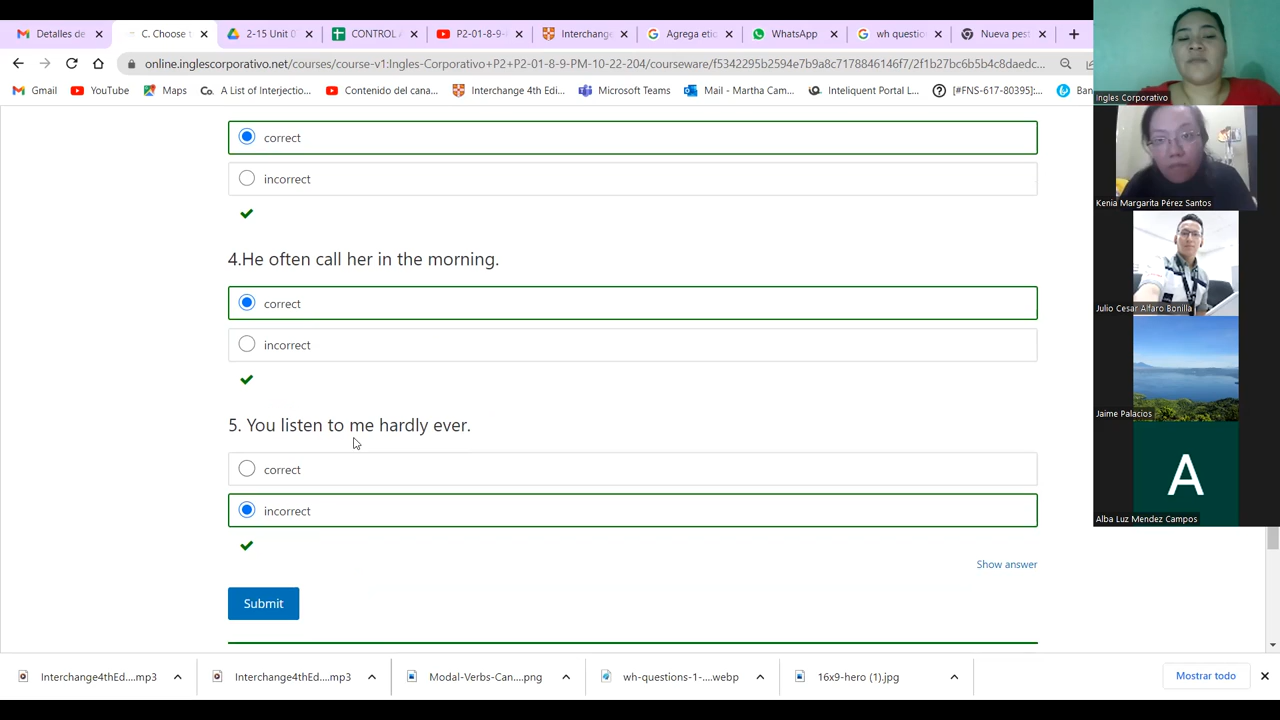 Detalles de
C. Choose t
2-15 Unit 0
CONTROL A
P2-01-8-9-
Interchange
Agrega etic
WhatsApp
wh questio
Nueva pest
online.inglescorporativo.net/courses/course-v1:Ingles-Corporativo+P2+P2-01-8-9-PM-10-22-204/courseware/f5342295b2594e7b9a8c7178846146f7/2f1b27bc6b5b4c8daedc...
Gmail
YouTube
Maps
Co. A List of Interjectio...
Contenido del cana...
Interchange 4th Edi...
Microsoft Teams
Mail - Martha Cam...
Inteliquent Portal L...
[#FNS-617-80395]:...
Ban
correct
incorrect
4.He often call her in the morning.
correct
incorrect
5. You listen to me hardly ever.
correct
incorrect
Show answer
Submit
Ingles Corporativo
Kenia Margarita Pérez Santos
Julio Cesar Alfaro Bonilla
Jaime Palacios
A
Alba Luz Mendez Campos
Interchange4thEd....mp3
Interchange4thEd....mp3
Modal-Verbs-Can....png
wh-questions-1-....webp
16x9-hero (1).jpg
Mostrar todo